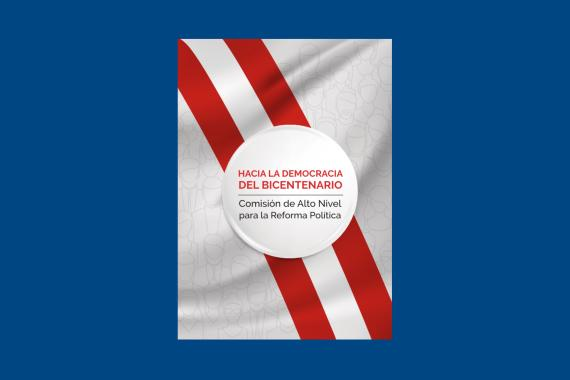 HACIA LA DEMOCRACIA
DEL BICENTENARIO
Comisión de Alto Nivel
para la Reforma Política